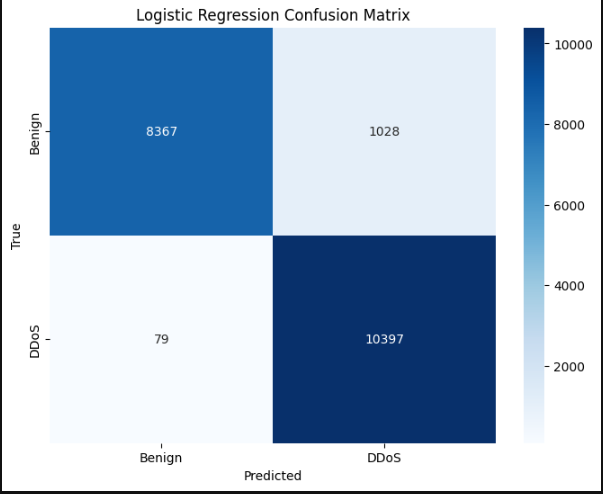 Logistic Regression Confusion Matrix
Benign
8367
1028
DDoS
79
10397
True
Benign
DDoS
Predicted
10000
8000
6000
4000
2000